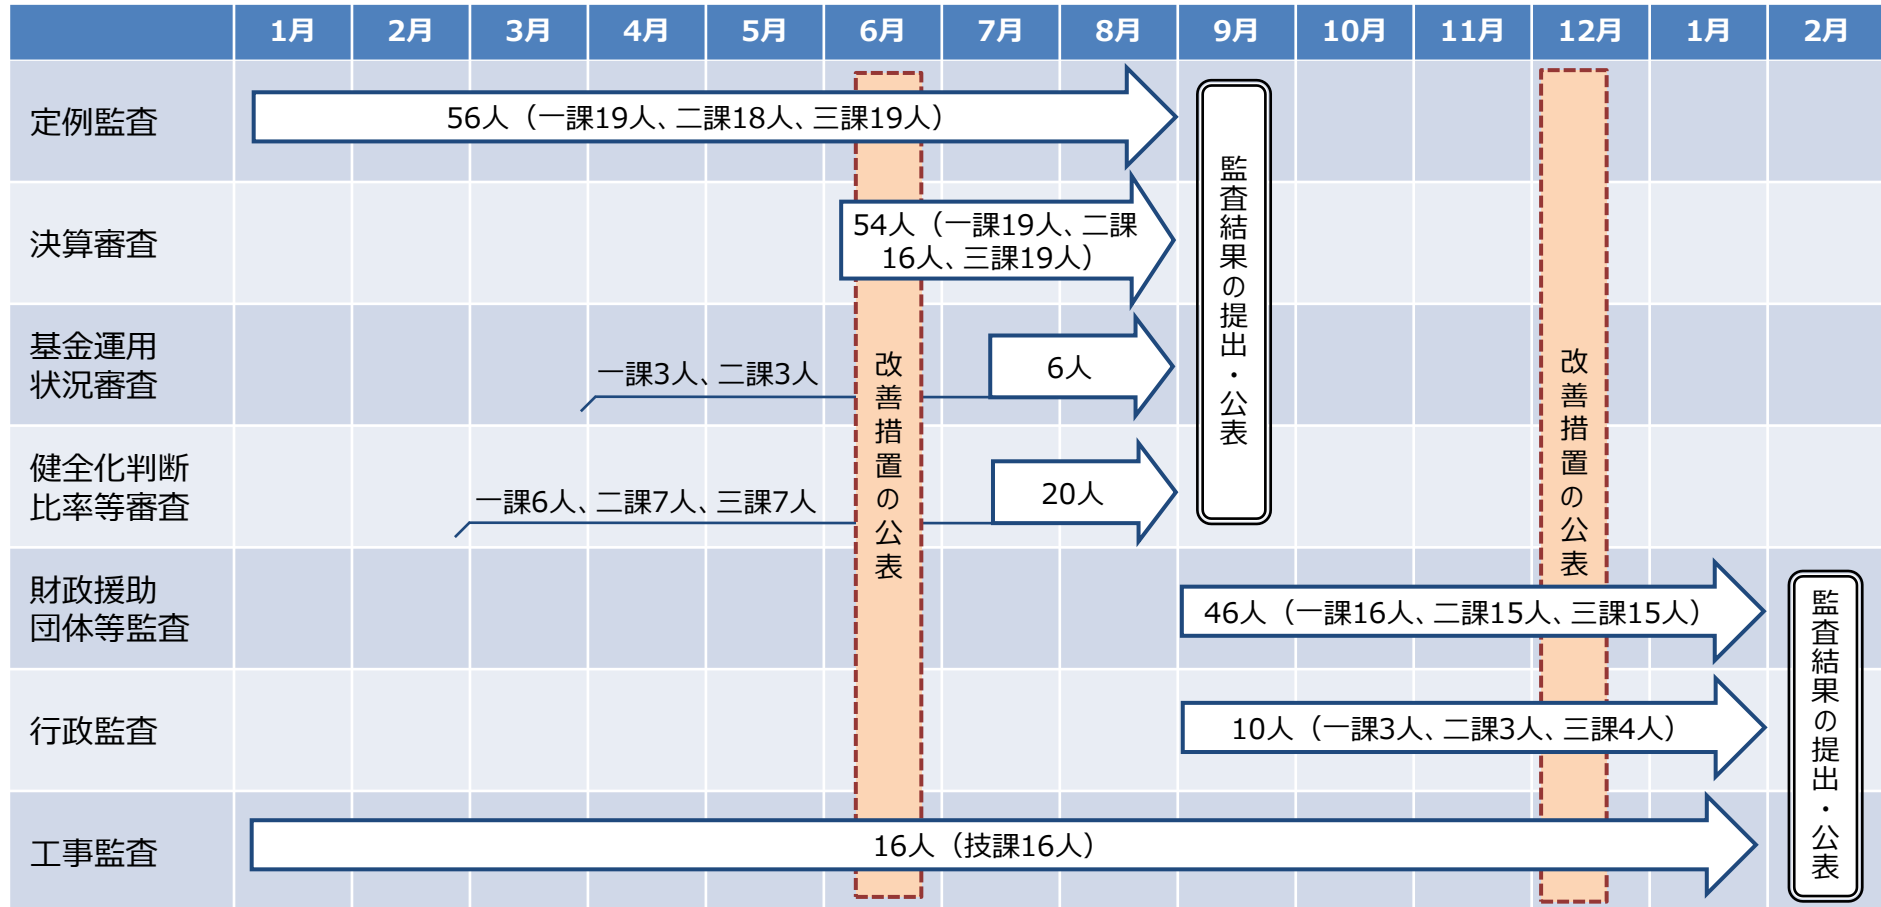 1月 2月 3月 4月 5月 6月 7月 8月 9月 10月 11月 12月 1月 2月
定例監査
56人（一課19人、二課18人、三課19人）
決算審査
54人（一課19人、二課
16人、三課19人）
基金運用
状況審査
一課3人、二課3人
6人
健全化判断
比率等審査
一課6人、二課7人、三課7人
20人
財政援助
団体等監査
46人（一課16人、二課15人、三課15人）
行政監査
10人（一課3人、二課3人、三課4人）
工事監査
16人（技課16人）
改善措置の公表
監査結果の提出・公表
改善措置の公表
監査結果の提出・公表